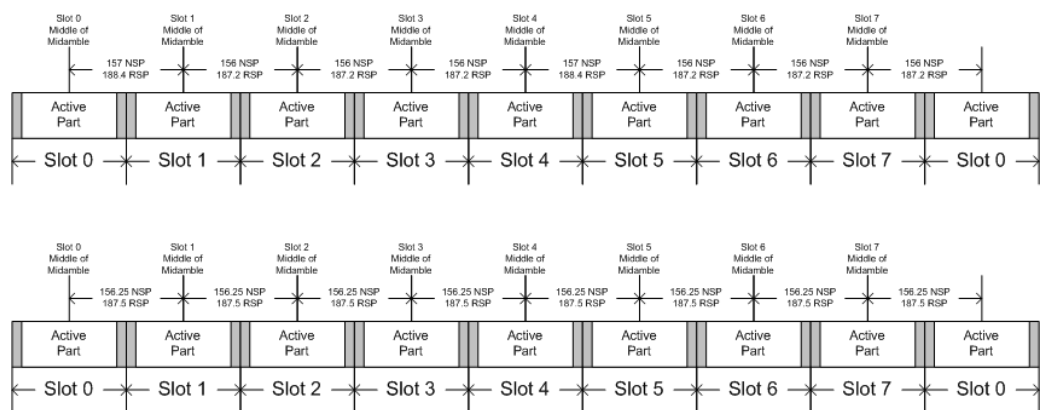 Slot 0 Slot 1 Slot 2 Slot 3 Slot 4 Slot 5 Slot 6 Slot 7
Middle of Middle of Middle of Middle of Middle of Middle of Middle of Middle of
Midamble Midamble Midamble Midamble Midamble Midamble Midamble Midamble
157 NSP 156 NSP 156 NSP 156 NSP 157 NSP 156 NSP 156 NSP 156 NSP
188.4 RSP 187.2 RSP 187.2 RSP 187.2 RSP 188.4 RSP 187.2 RSP 187.2 RSP 187.2 RSP
Active Active Active Active Active Active Active Active Active
Part Part Part Part Part Part Part Part Part
Slot 0 Slot 1 Slot 2 Slot 3 Slot 4 Slot 5 Slot 6 Slot 7 Slot 0
Slot 0 Slot 1 Slot 2 Slot 3 Slot 4 Slot 5 Slot 6 Slot 7
Middle of Middle of Middle of Middle of Middle of Middle of Middle of Middle of
Midamble Midamble Midamble Midamble Midamble Midamble Midamble Midamble
156.25 NSP 156.25 NSP 156.25 NSP 156.25 NSP 156.25 NSP 156.25 NSP 156.25 NSP 156.25 NSP
187.5 RSP 187.5 RSP 187.5 RSP 187.5 RSP 187.5 RSP 187.5 RSP 187.5 RSP 187.5 RSP
Active Active Active Active Active Active Active Active Active
Part Part Part Part Part Part Part Part Part
Slot 0 Slot 1 Slot 2 Slot 3 Slot 4 Slot 5 Slot 6 Slot 7 Slot 0